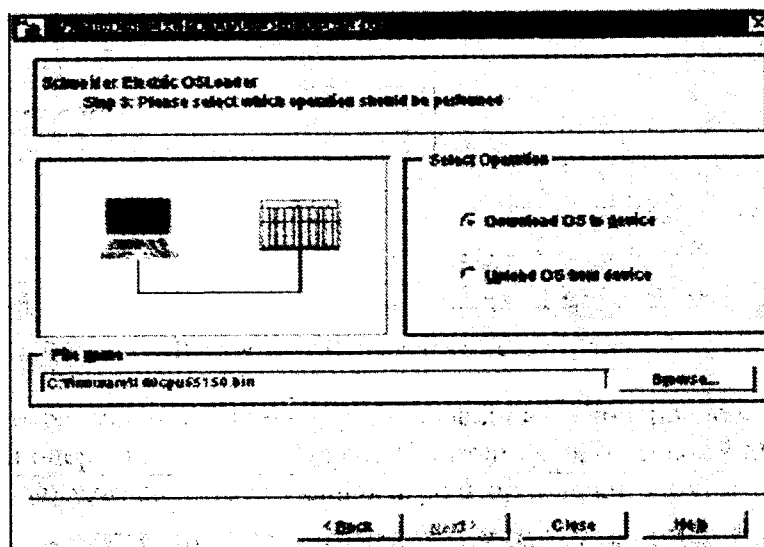 Schneider Electric OSLoader
Step 3: Please select which operation should be performed
Select Operation
Download OS to device
Upload OS from device
File name
Browse...
< Back
Next >
Close
Help